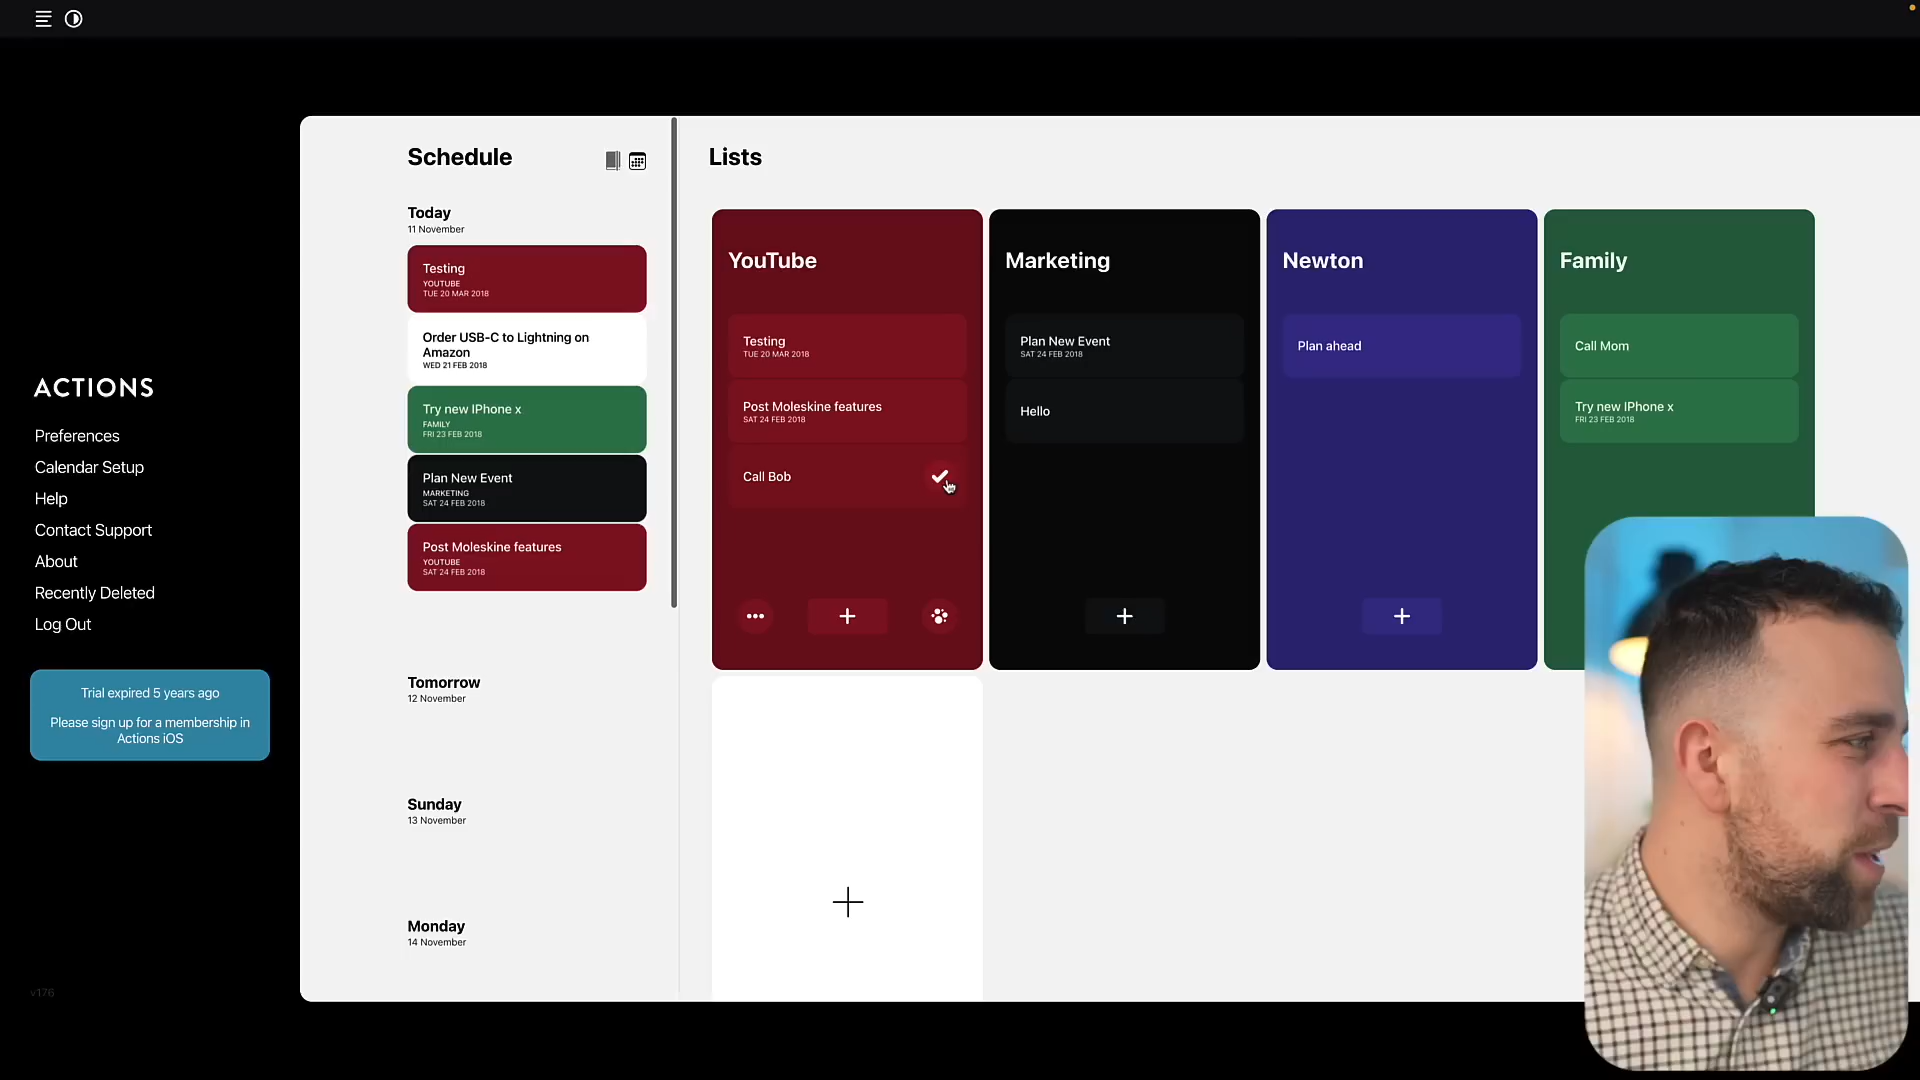 Schedule
Lists
Today
11 November
Testing
YOUTUBE
TUE 20 MAR 2018
Order USB-C to Lightning on
Amazon
WED 21 FEB 2018
Try new IPhone x
FAMILY
FRI 23 FEB 2018
Plan New Event
MARKETING
SAT 24 FEB 2018
Post Moleskine features
YOUTUBE
SAT 24 FEB 2018
Tomorrow
12 November
Sunday
13 November
Monday
14 November
YouTube
Testing
TUE 20 MAR 2018
Post Moleskine features
SAT 24 FEB 2018
Call Bob
Marketing
Plan New Event
SAT 24 FEB 2018
Hello
Newton
Plan ahead
Family
Call Mom
Try new IPhone x
FRI 23 FEB 2018
ACTIONS
Preferences
Calendar Setup
Help
Contact Support
About
Recently Deleted
Log Out
Trial expired 5 years ago
Please sign up for a membership in
Actions iOS
v176